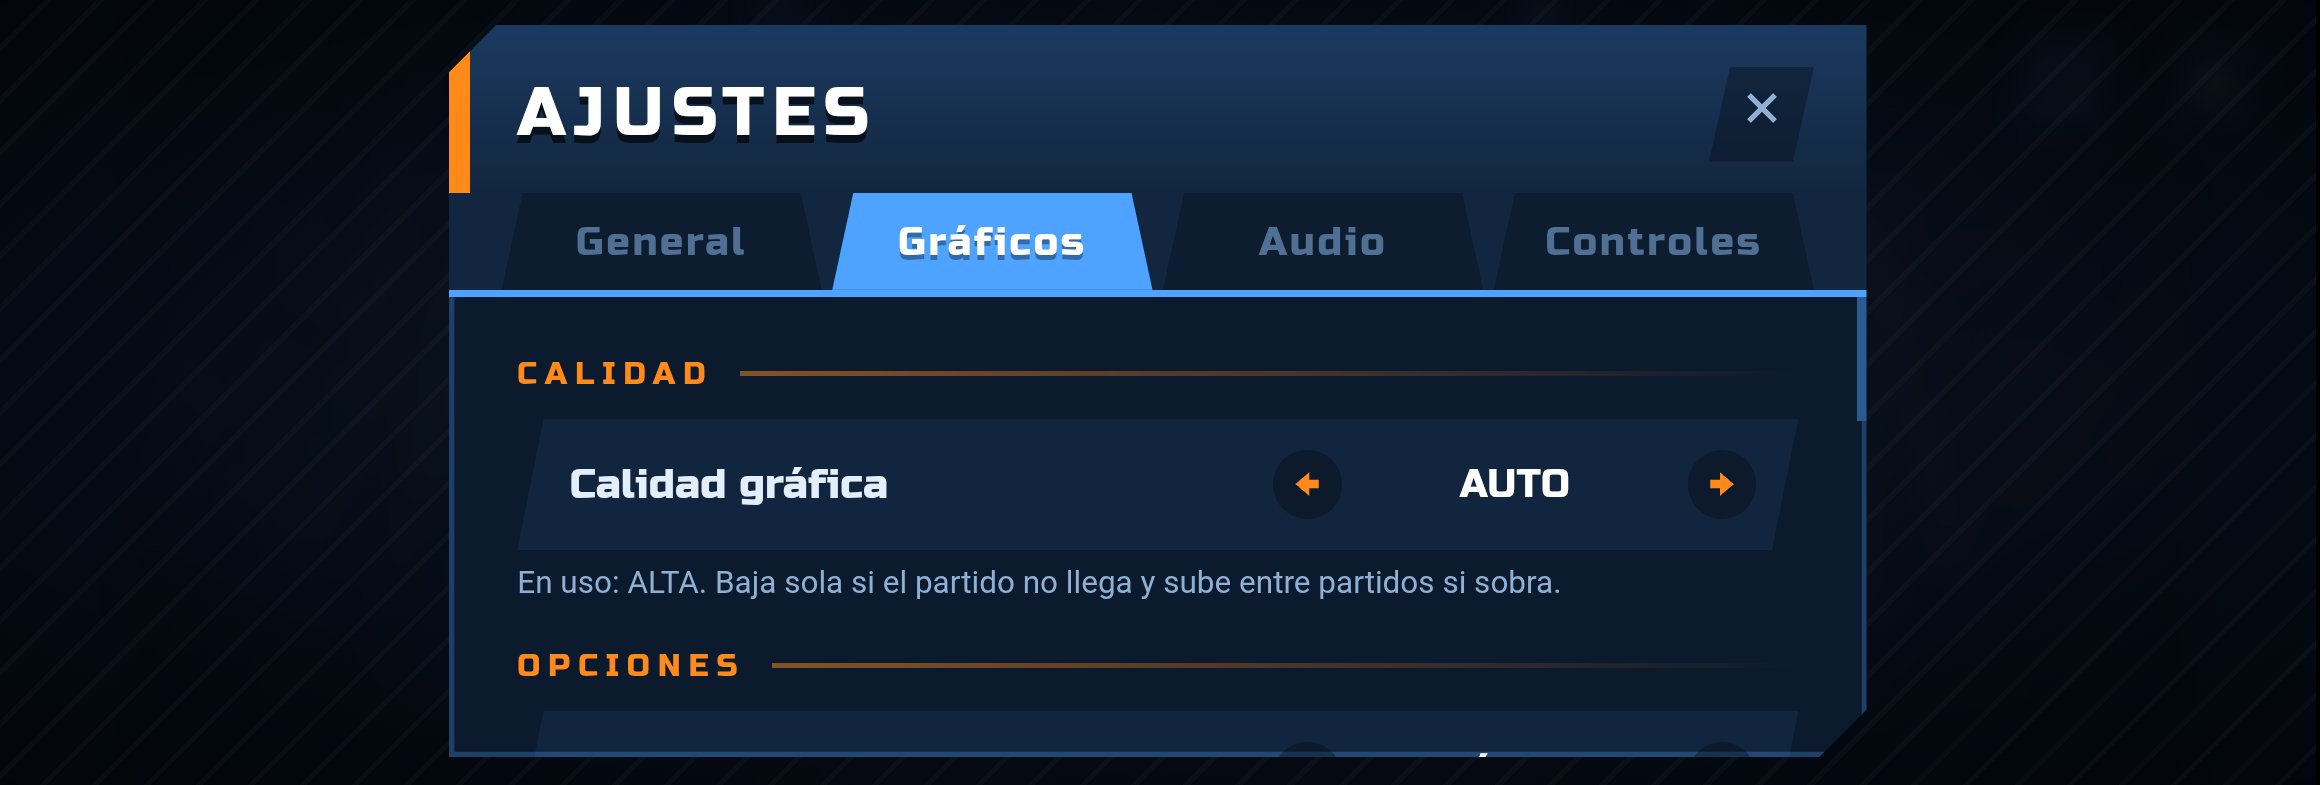 AJUSTES
General
Gráficos
Audio
Controles
CALIDAD
Calidad gráfica
AUTO
En uso: ALTA. Baja sola si el partido no llega y sube entre partidos si sobra.
OPCIONES